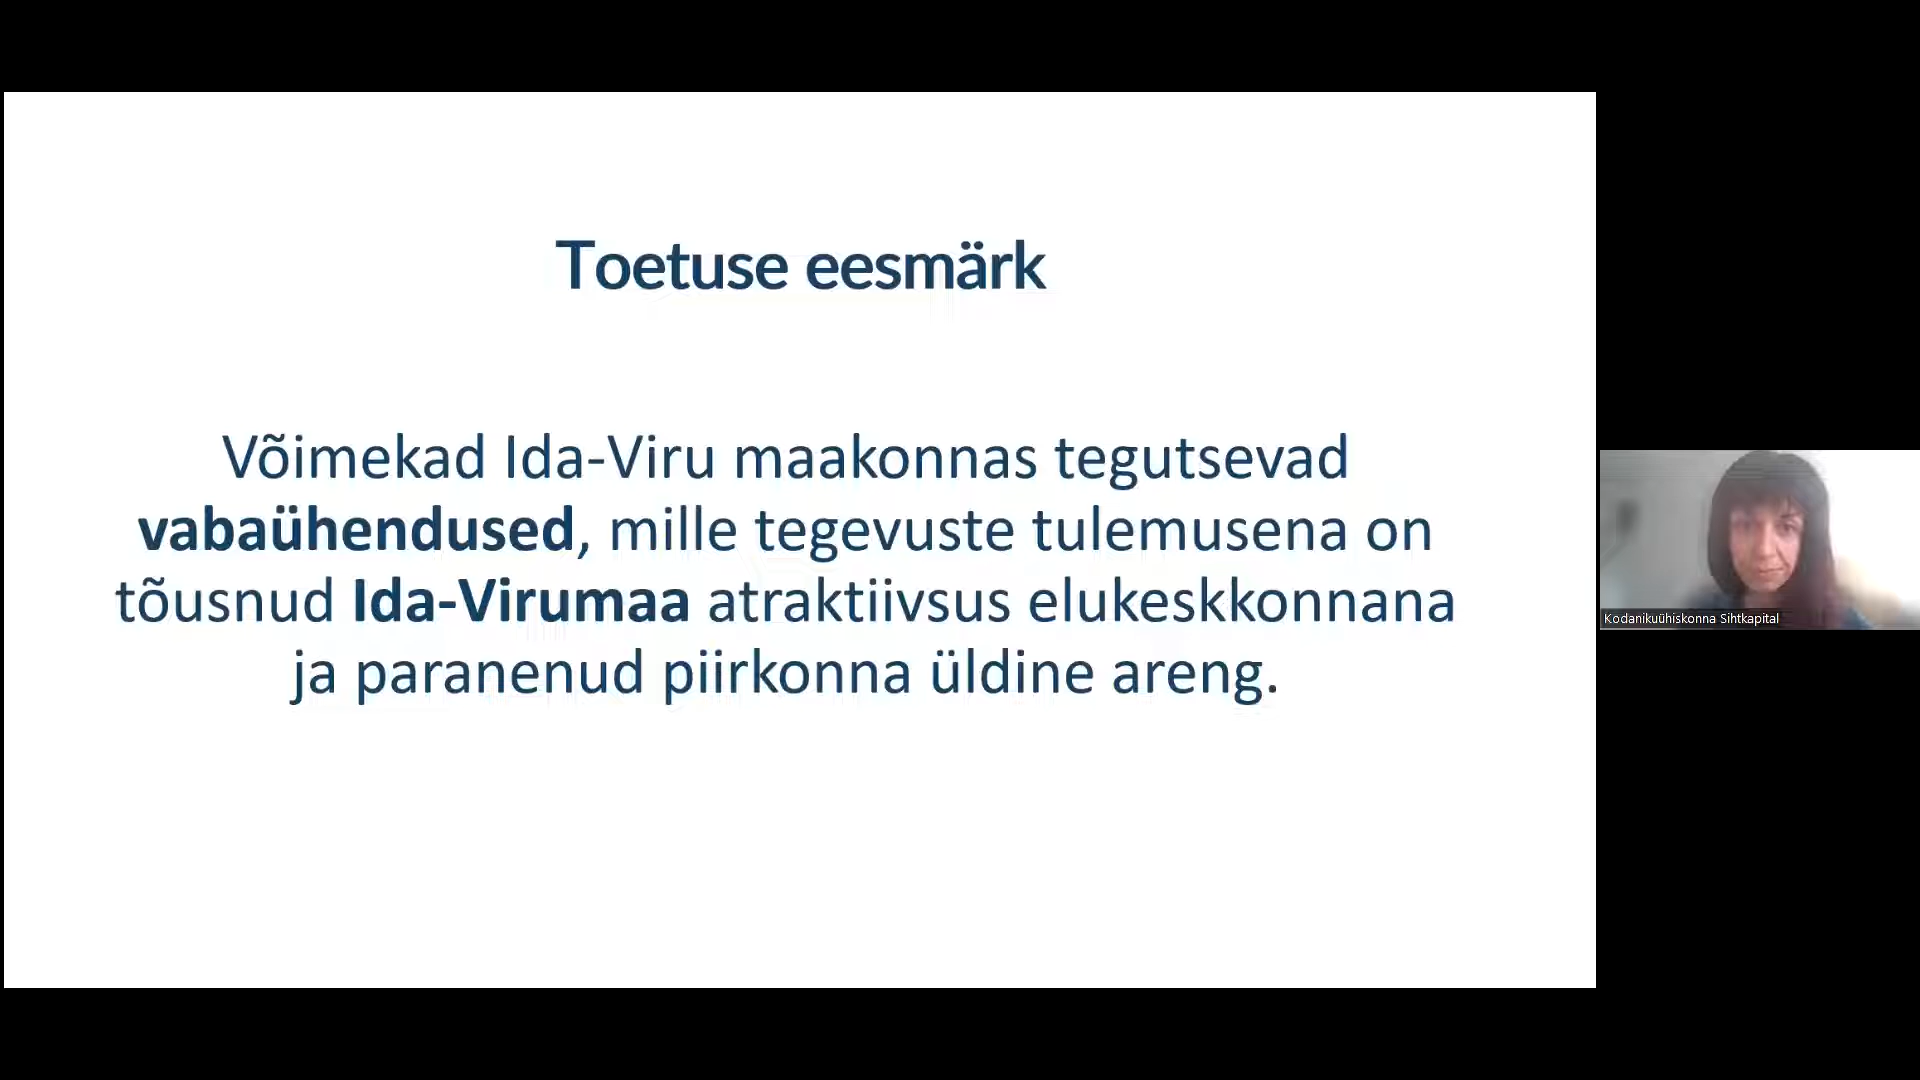 Toetuse eesmärk
Võimekad Ida-Viru maakonnas tegutsevad
vabaühendused, mille tegevuste tulemusena on
tõusnud Ida-Virumaa atraktiivsus elukeskkonnana
ja paranenud piirkonna üldine areng.
Kodanikuühiskonna Sihtkapital